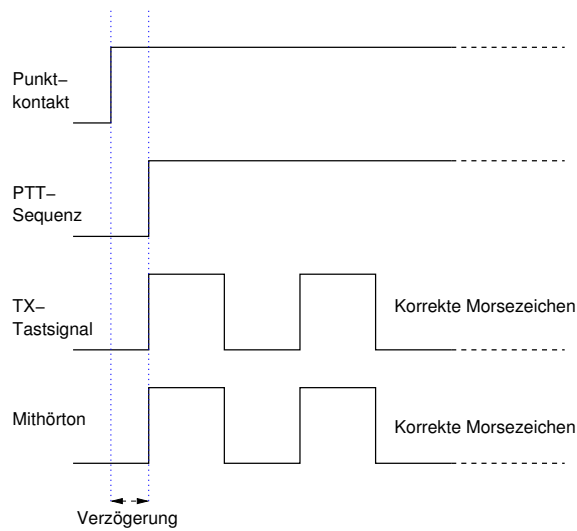 Punkt–
kontakt
PTT–
Sequenz
TX–
Tastsignal
Korrekte Morsezeichen
Mithörton
Korrekte Morsezeichen
Verzögerung